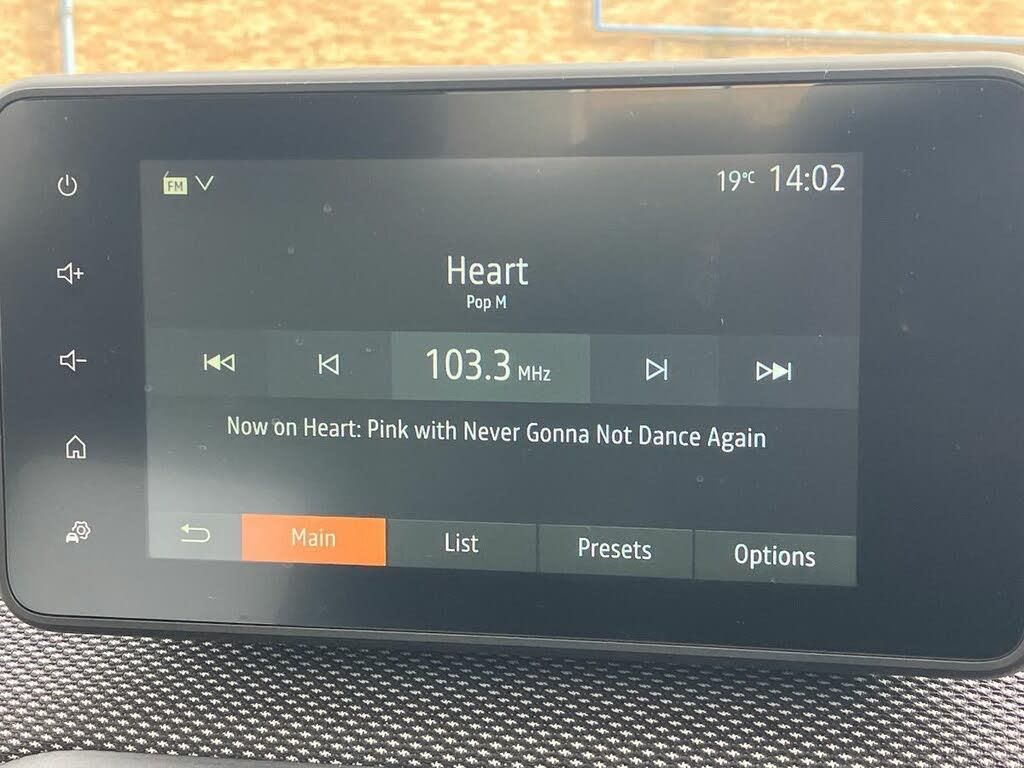 FM
19°C 14:02
Heart
Pop M
103.3 MHz
Now on Heart: Pink with Never Gonna Not Dance Again
Main List Presets Options